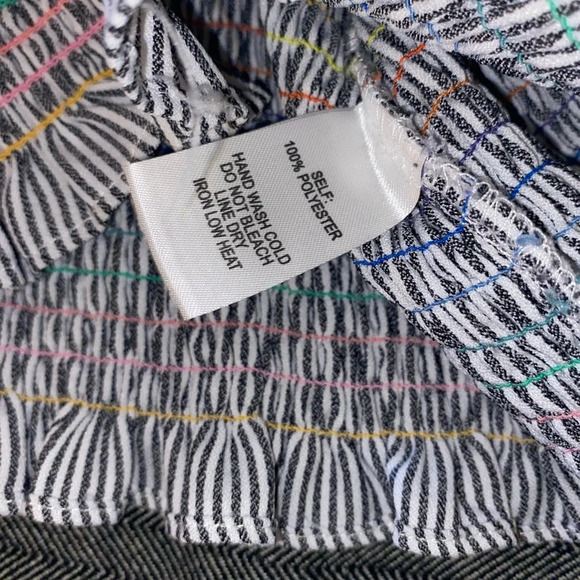 SELF:
100% POLYESTER
HAND WASH COLD
DO NOT BLEACH
LINE DRY
IRON LOW HEAT